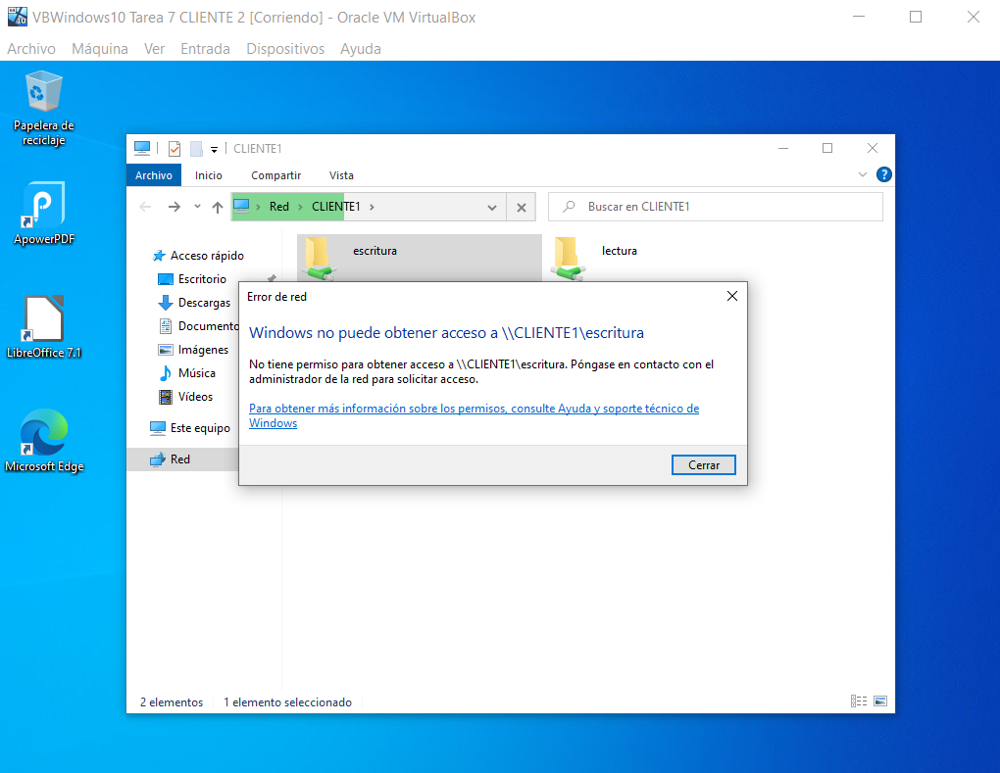 VBWindows10 Tarea 7 CLIENTE 2 [Corriendo] - Oracle VM VirtualBox
Archivo Máquina Ver Entrada Dispositivos Ayuda
Papelera de
reciclaje
ApowerPDF
LibreOffice 7.1
Microsoft Edge
CLIENTE1
Archivo Inicio Compartir Vista
Red CLIENTE1
Buscar en CLIENTE1
Acceso rápido
Escritorio
Descargas
Documento
Imágenes
Música
Vídeos
Este equipo
Red
escritura
lectura
Error de red
Windows no puede obtener acceso a \\CLIENTE1\escritura
No tiene permiso para obtener acceso a \\CLIENTE1\escritura. Póngase en contacto con el
administrador de la red para solicitar acceso.
Para obtener más información sobre los permisos, consulte Ayuda y soporte técnico de
Windows
Cerrar
2 elementos 1 elemento seleccionado